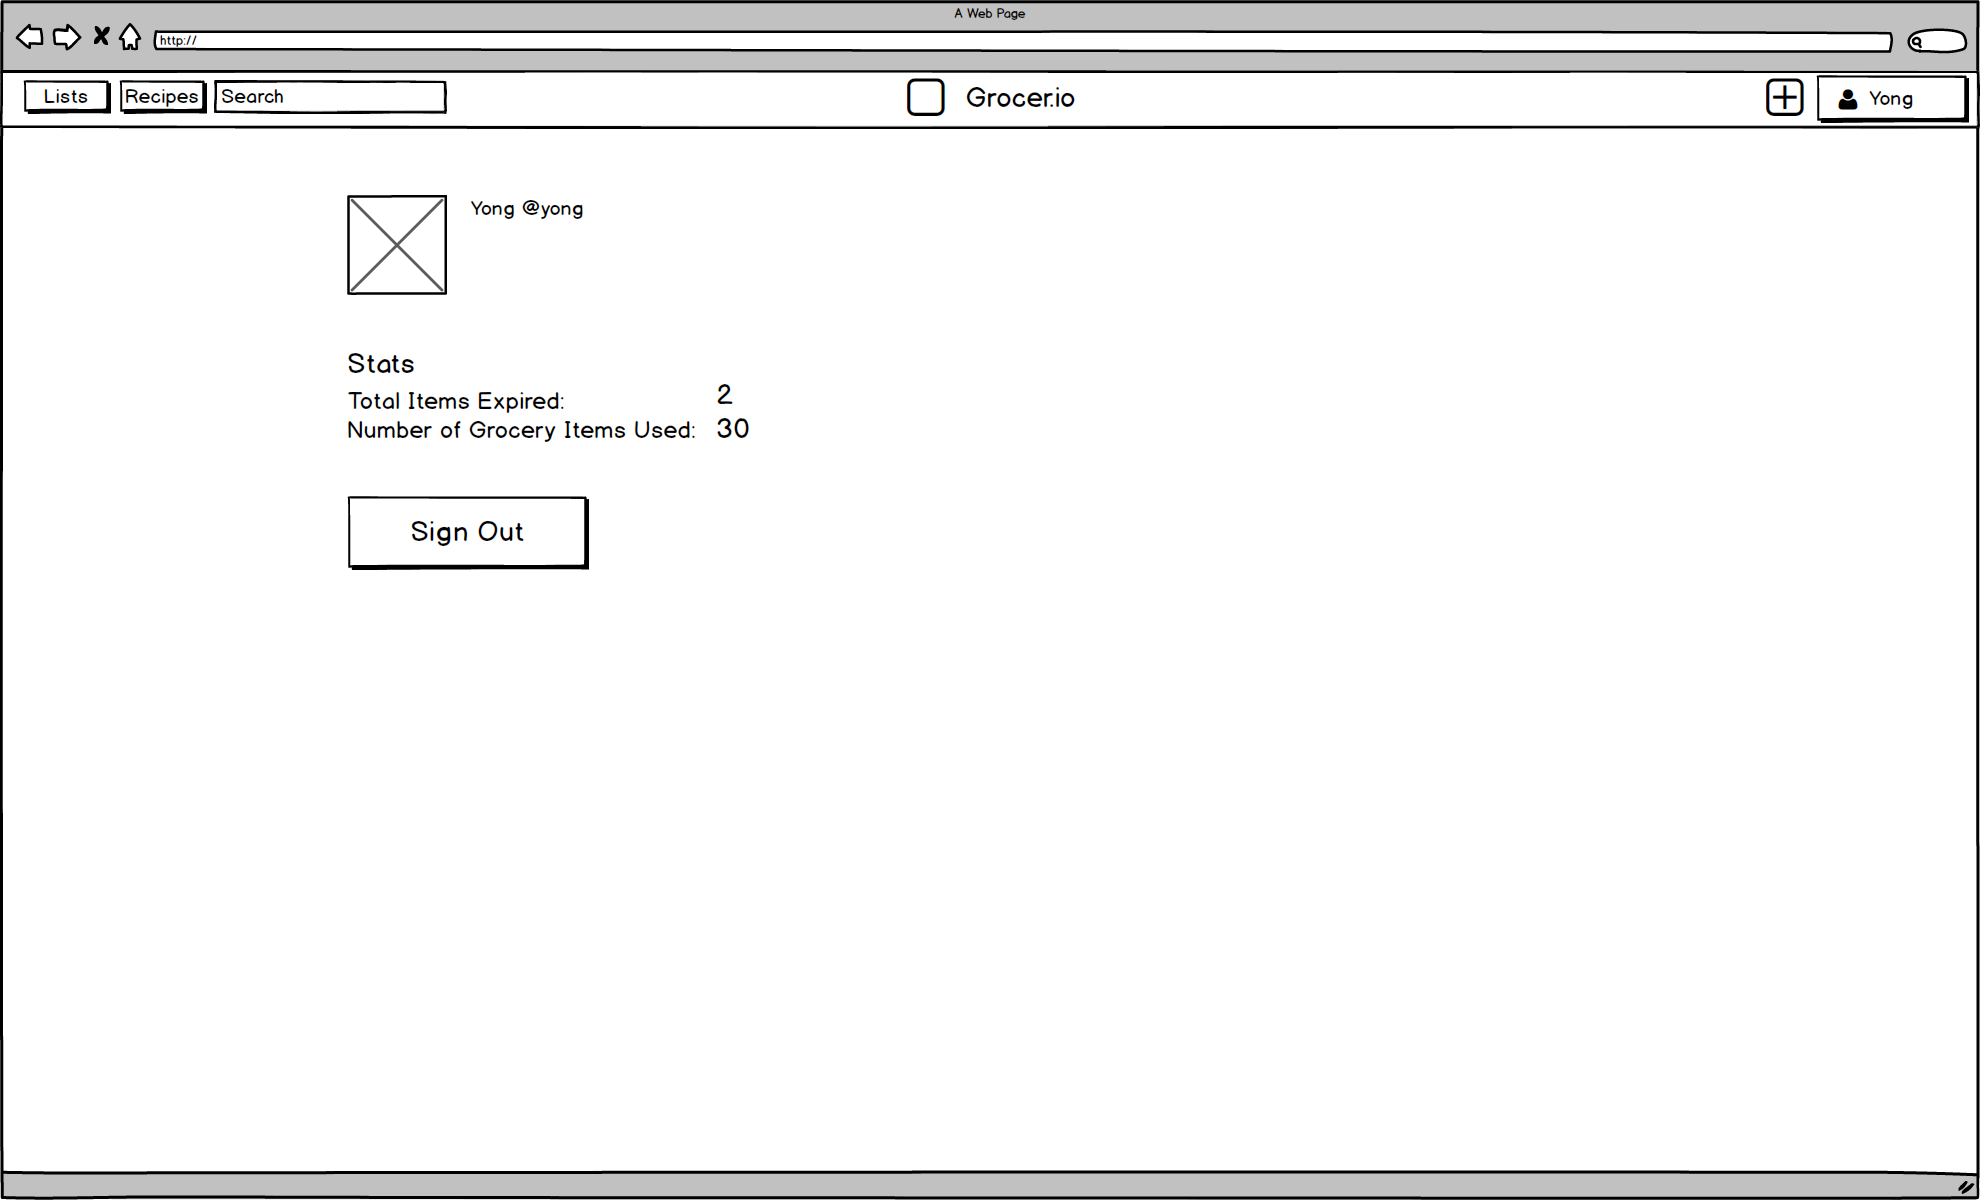 A Web Page
http://
Lists Recipes Search Grocer.io Yong
Yong @yong
Stats
Total Items Expired: 2
Number of Grocery Items Used: 30
Sign Out